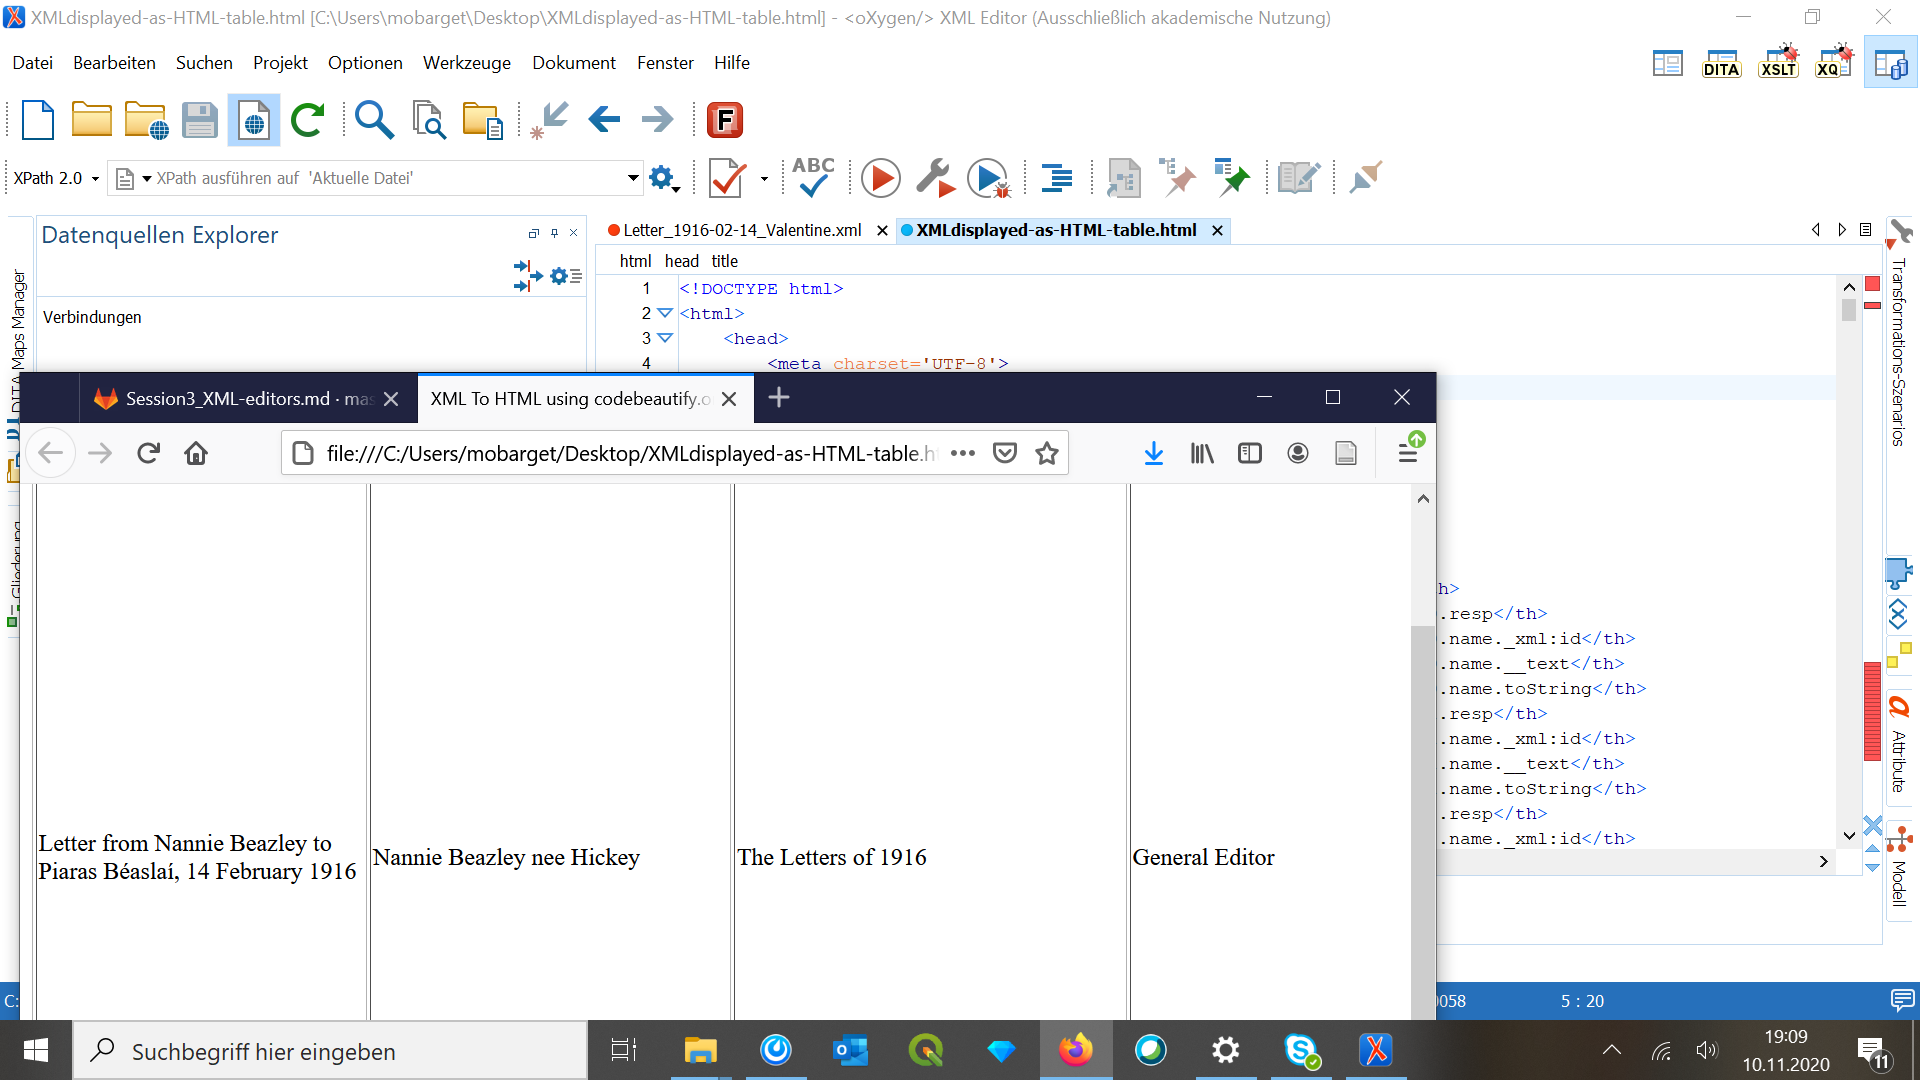 XMLdisplayed-as-HTML-table.html [C:\Users\mobarget\Desktop\XMLdisplayed-as-HTML-table.html] - <oXygen/> XML Editor (Ausschließlich akademische Nutzung)
Datei Bearbeiten Suchen Projekt Optionen Werkzeuge Dokument Fenster Hilfe
DITA XSLT XQ
F
XPath 2.0 XPath ausführen auf 'Aktuelle Datei' ABC
Datenquellen Explorer
Verbindungen
DITA Maps Manager
Gliederung
Letter_1916-02-14_Valentine.xml XMLdisplayed-as-HTML-table.html
html head title
1 <!DOCTYPE html>
2 <html>
3 <head>
4 <meta charset='UTF-8'>
Session3_XML-editors.md · mas XML To HTML using codebeautify.o
file:///C:/Users/mobarget/Desktop/XMLdisplayed-as-HTML-table.ht
Letter from Nannie Beazley to
Piaras Béaslaí, 14 February 1916
Nannie Beazley nee Hickey
The Letters of 1916
General Editor
h>
.resp</th>
.name._xml:id</th>
.name.__text</th>
.name.toString</th>
.resp</th>
.name._xml:id</th>
.name.__text</th>
.name.toString</th>
.resp</th>
.name._xml:id</th>
Transformations-Szenarios
Attribute
Modell
C:
0058 5 : 20
Suchbegriff hier eingeben
19:09
10.11.2020
11